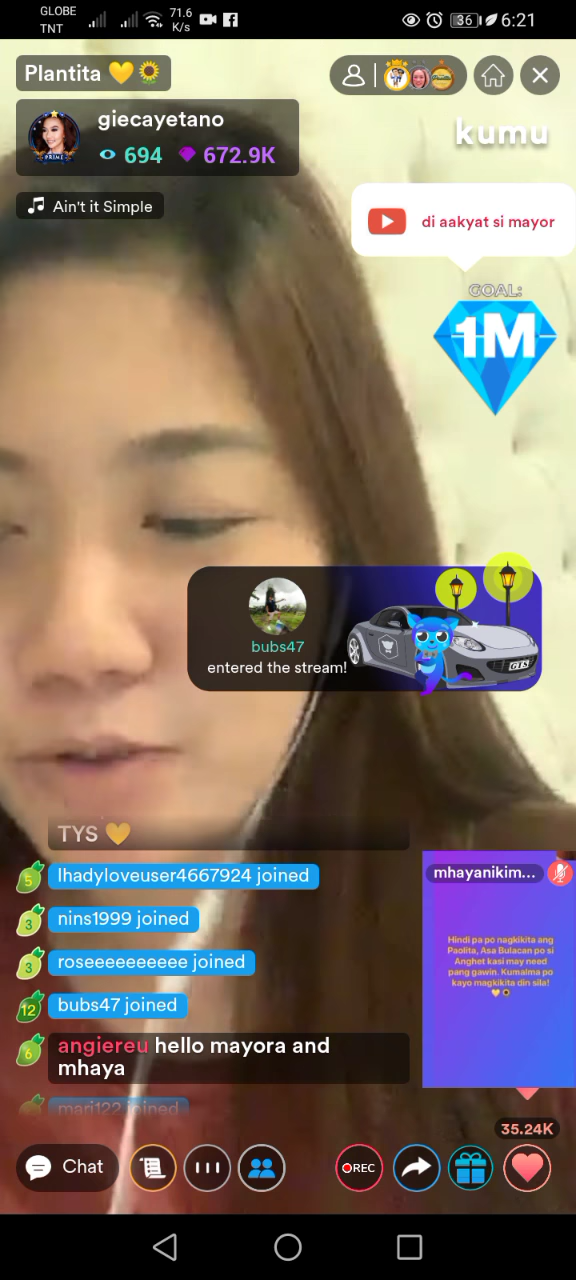 GLOBE
TNT
71.6
K/s
36
6:21
Plantita 💛🌻
giecayetano
694
672.9K
PRIME
kumu
Ain't it Simple
di aakyat si mayor
GOAL:
1M
bubs47
entered the stream!
GTS
TYS 💛
5 lhadyloveuser4667924 joined
3 nins1999 joined
3 roseeeeeeeeee joined
12 bubs47 joined
6 angiereu hello mayora and
mhaya
mari122 joined
mhayanikim...
Hindi pa po nagkikita ang
Paolita, Asa Bulacan po si
Anghet kasi may need
pang gawin. Kumalma po
kayo magkikita din sila!
💛🌻
35.24K
Chat
REC